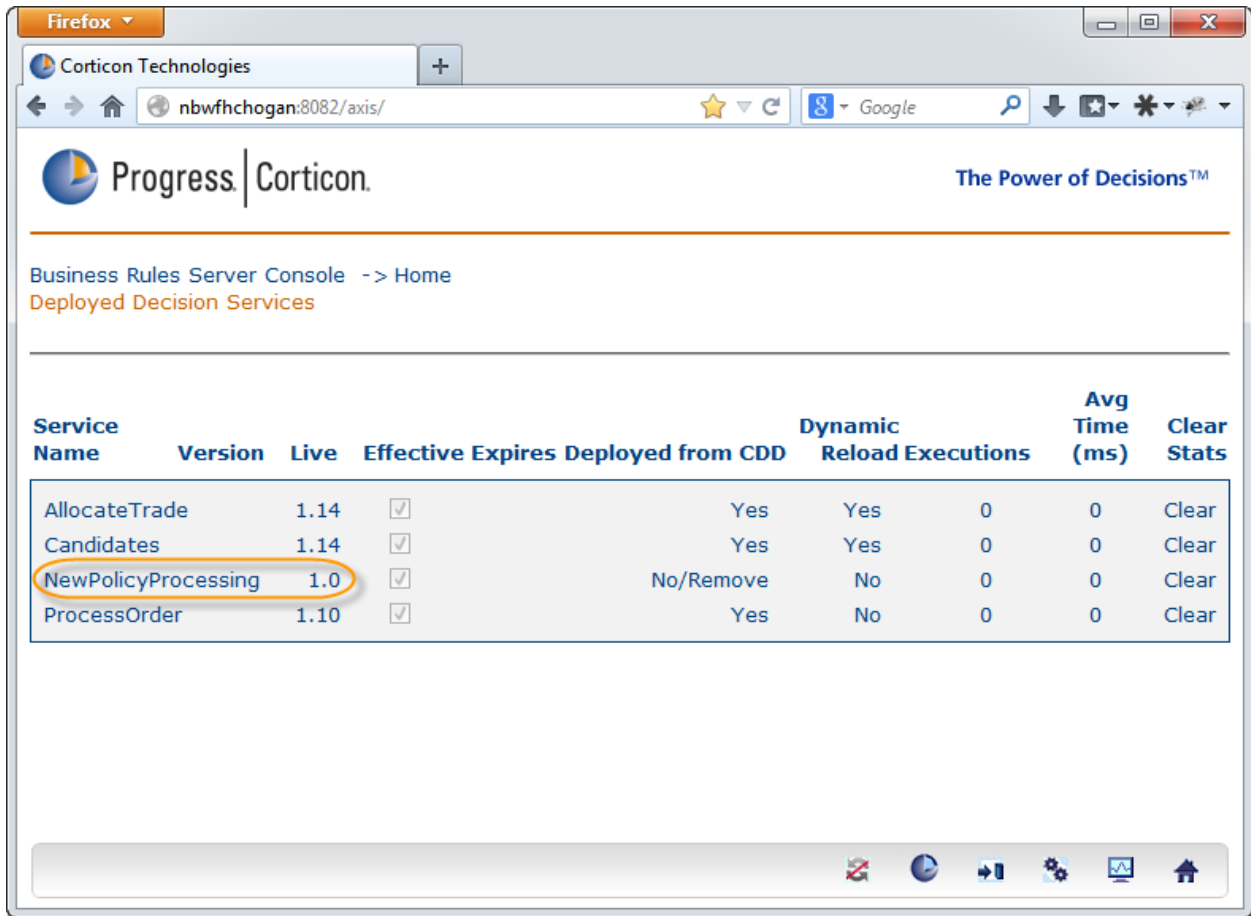 Firefox
Corticon Technologies
nbwfhchogan:8082/axis/
Google
Progress Corticon.
The Power of Decisions™
Business Rules Server Console -> Home
Deployed Decision Services
Service Name Version Live Effective Expires Deployed from CDD Dynamic Reload Executions Avg Time (ms) Clear Stats
AllocateTrade 1.14 Yes Yes 0 0 Clear
Candidates 1.14 Yes Yes 0 0 Clear
NewPolicyProcessing 1.0 No/Remove No 0 0 Clear
ProcessOrder 1.10 Yes No 0 0 Clear